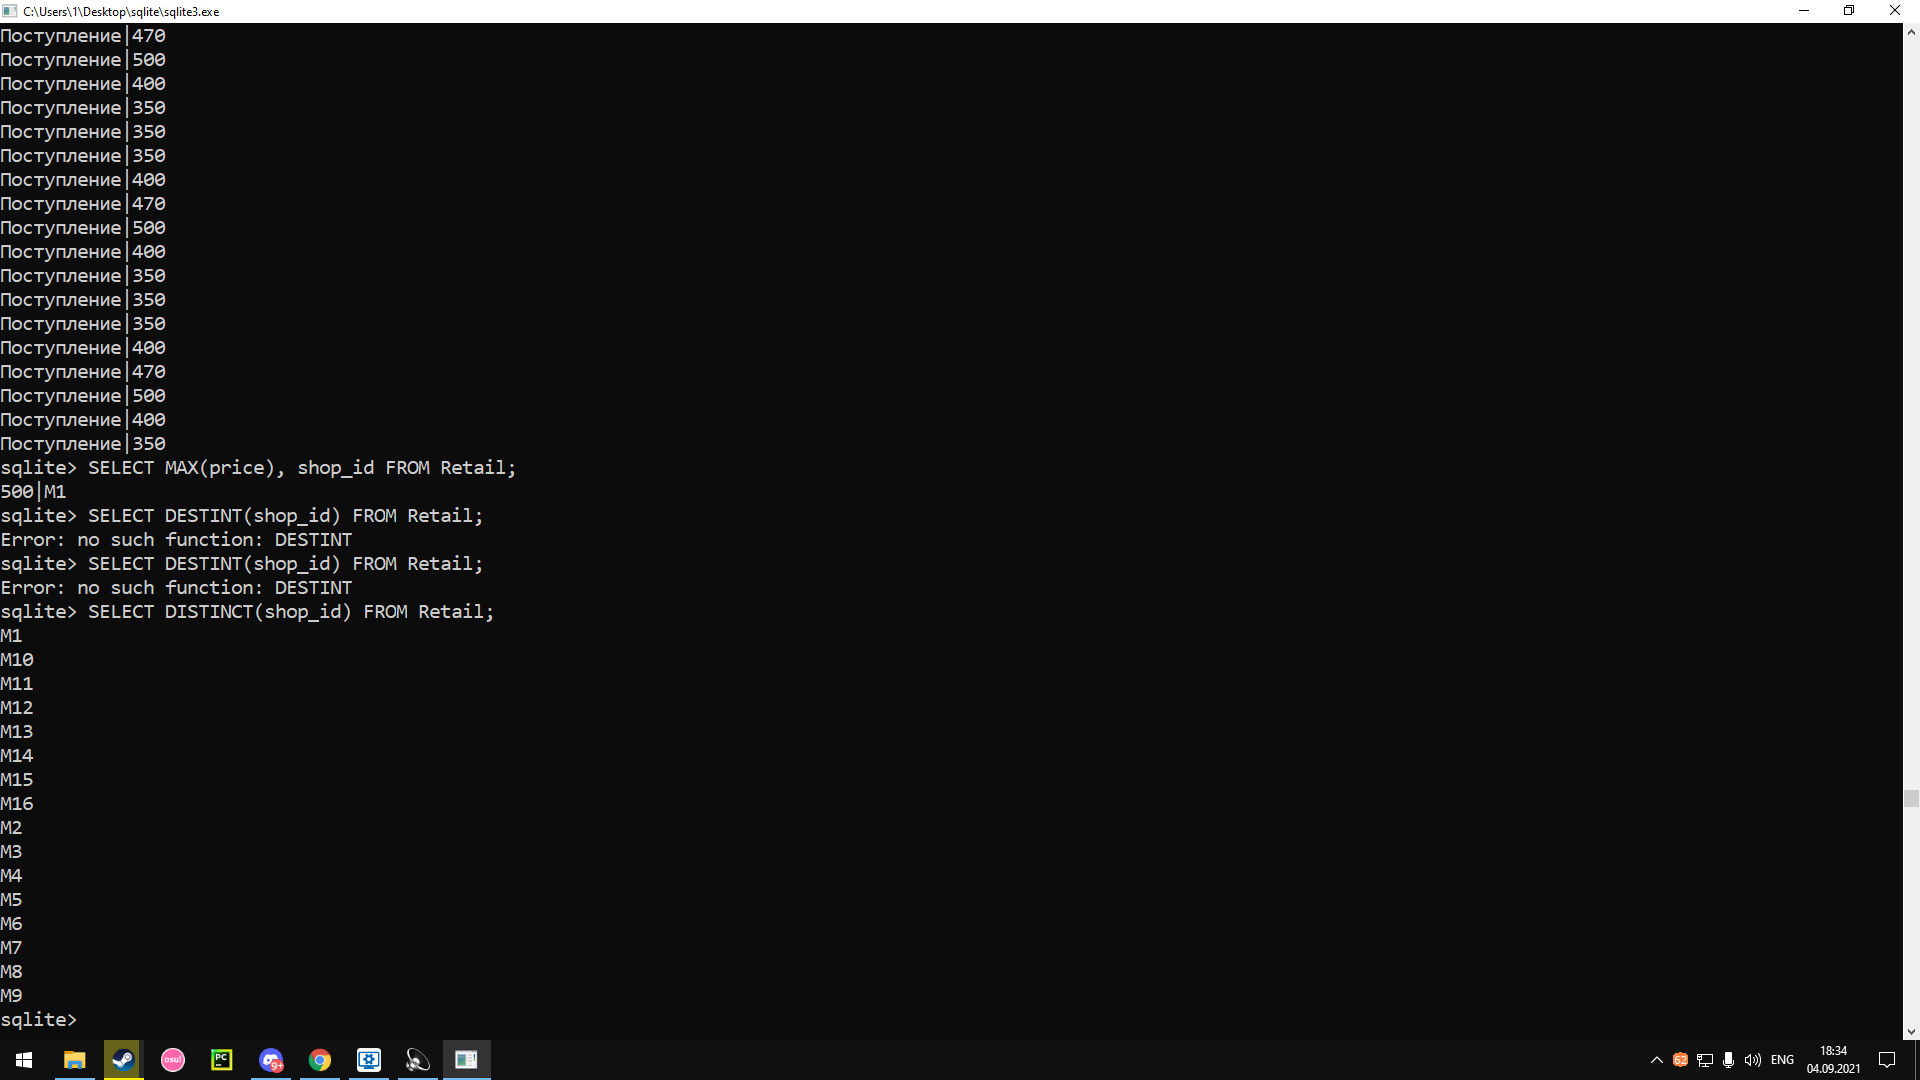 C:\Users\1\Desktop\sqlite\sqlite3.exe
Поступление|470
Поступление|500
Поступление|400
Поступление|350
Поступление|350
Поступление|350
Поступление|400
Поступление|470
Поступление|500
Поступление|400
Поступление|350
Поступление|350
Поступление|350
Поступление|400
Поступление|470
Поступление|500
Поступление|400
Поступление|350
sqlite> SELECT MAX(price), shop_id FROM Retail;
500|M1
sqlite> SELECT DESTINT(shop_id) FROM Retail;
Error: no such function: DESTINT
sqlite> SELECT DESTINT(shop_id) FROM Retail;
Error: no such function: DESTINT
sqlite> SELECT DISTINCT(shop_id) FROM Retail;
M1
M10
M11
M12
M13
M14
M15
M16
M2
M3
M4
M5
M6
M7
M8
M9
sqlite>
osu!
PC
9+
62
ENG
18:34
04.09.2021